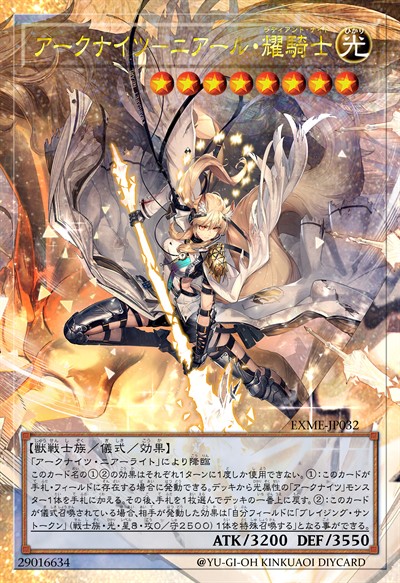 アークナイツ－ニアール・耀騎士
光
EXME-JP032
【獣戦士族／儀式／効果】
「アークナイツ・ニアーライト」により降臨
このカード名の①②の効果はそれぞれ1ターンに1度しか使用できない。①：このカードが
手札・フィールドに存在する場合に発動できる。デッキから光属性の「アークナイツ」モンス
ター1体を手札に加える。その後、手札を1枚選んでデッキの一番上に戻す。②：このカード
が儀式召喚されている場合、相手が発動した効果は「自分フィールドに「ブレイジング・サン
トークン」（戦士族・光・星8・攻0／守2500）1体を特殊召喚する」となる事ができる。
ATK/3200 DEF/3550
29016634
@YU-GI-OH KINKUAOI DIYCARD